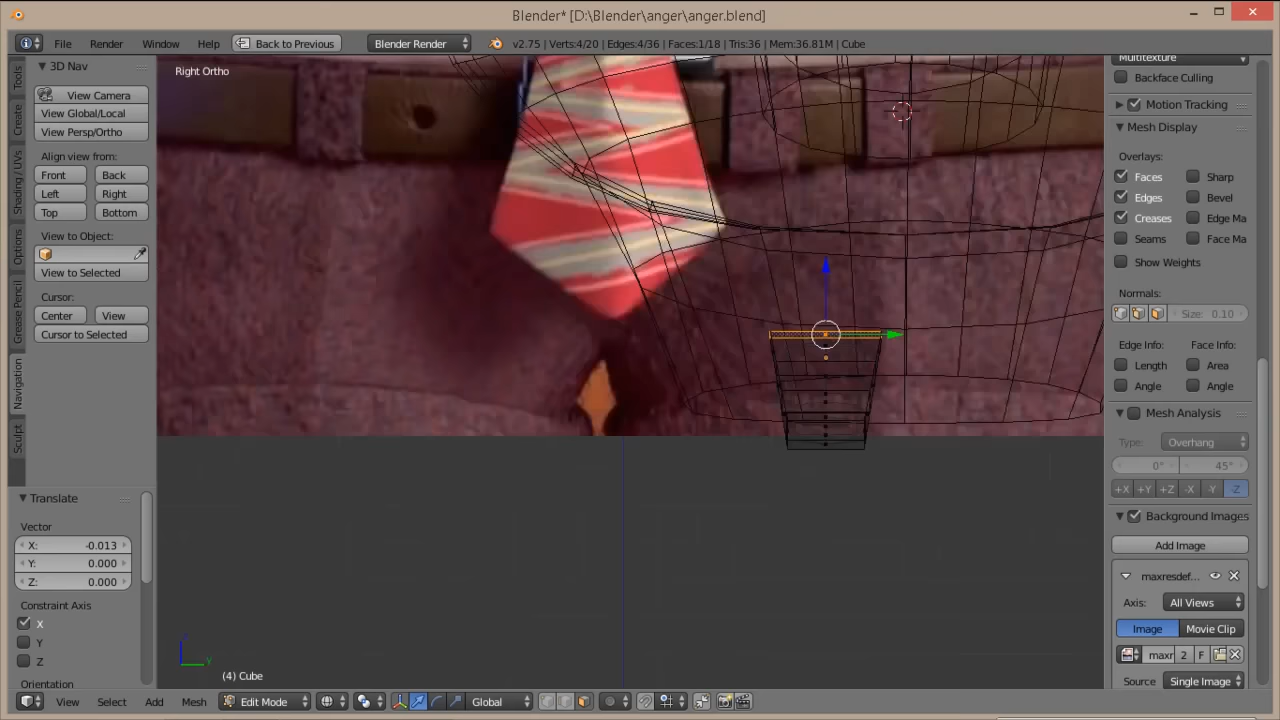 Blender* [D:\Blender\anger\anger.blend]
File Render Window Help Back to Previous Blender Render v2.75 | Verts:4/20 | Edges:4/36 | Faces:1/18 | Tris:36 | Mem:36.81M | Cube
3D Nav
View Camera
View Global/Local
View Persp/Ortho
Align view from:
Front Back
Left Right
Top Bottom
View to Object:
View to Selected
Cursor:
Center View
Cursor to Selected
Tools
Create
Shading / UVs
Options
Grease Pencil
Navigation
Sculpt
Translate
Vector
X: -0.013
Y: 0.000
Z: 0.000
Constraint Axis
X
Y
Z
Orientation
Right Ortho
(4) Cube
View Select Add Mesh Edit Mode Global
Multitexture
Backface Culling
Motion Tracking
Mesh Display
Overlays:
Faces Sharp
Edges Bevel
Creases Edge Ma
Seams Face Ma
Show Weights
Normals:
Size: 0.10
Edge Info: Face Info:
Length Area
Angle Angle
Mesh Analysis
Type: Overhang
0° 45°
+X +Y +Z -X -Y -Z
Background Images
Add Image
maxresdef...
Axis: All Views
Image Movie Clip
maxr 2 F
Source Single Image